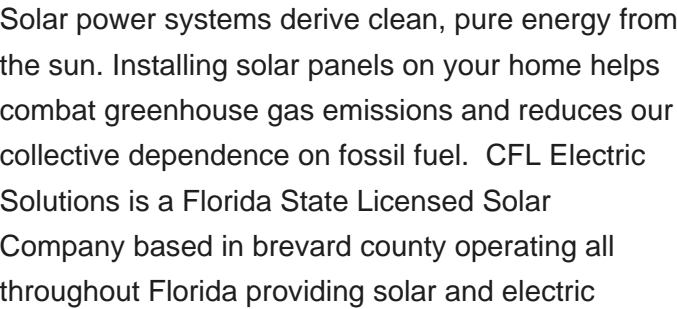 Solar power systems derive clean, pure energy from
the sun. Installing solar panels on your home helps
combat greenhouse gas emissions and reduces our
collective dependence on fossil fuel.  CFL Electric
Solutions is a Florida State Licensed Solar
Company based in brevard county operating all
throughout Florida providing solar and electric